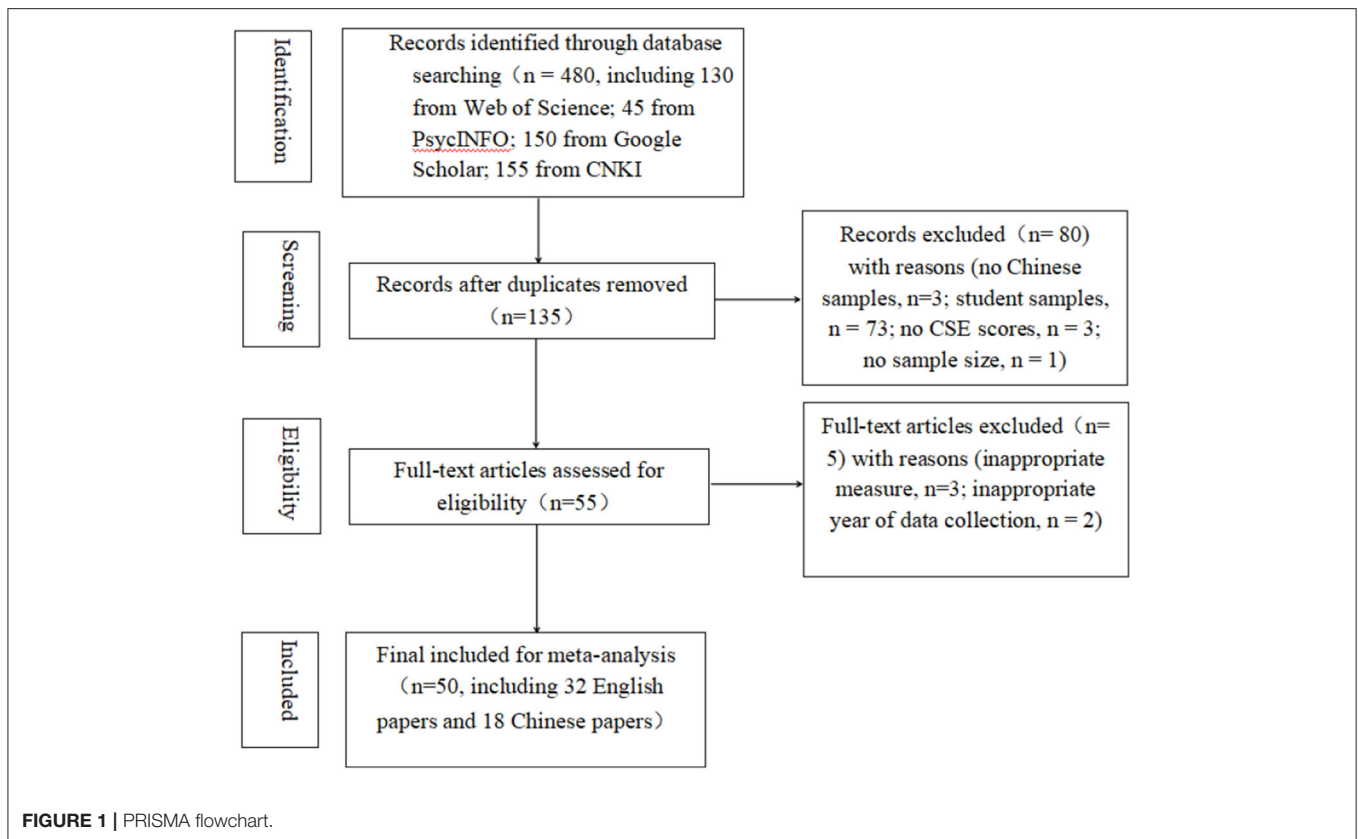 Identification
Records identified through database
searching（n = 480, including 130
from Web of Science; 45 from
PsycINFO; 150 from Google
Scholar; 155 from CNKI
Screening
Records after duplicates removed
（n=135）
Records excluded（n= 80)
with reasons (no Chinese
samples, n=3; student samples,
n = 73; no CSE scores, n = 3;
no sample size, n = 1)
Eligibility
Full-text articles assessed for
eligibility（n=55）
Full-text articles excluded（n=
5) with reasons (inappropriate
measure, n=3; inappropriate
year of data collection, n = 2)
Included
Final included for meta-analysis
（n=50, including 32 English
papers and 18 Chinese papers）
FIGURE 1 | PRISMA flowchart.